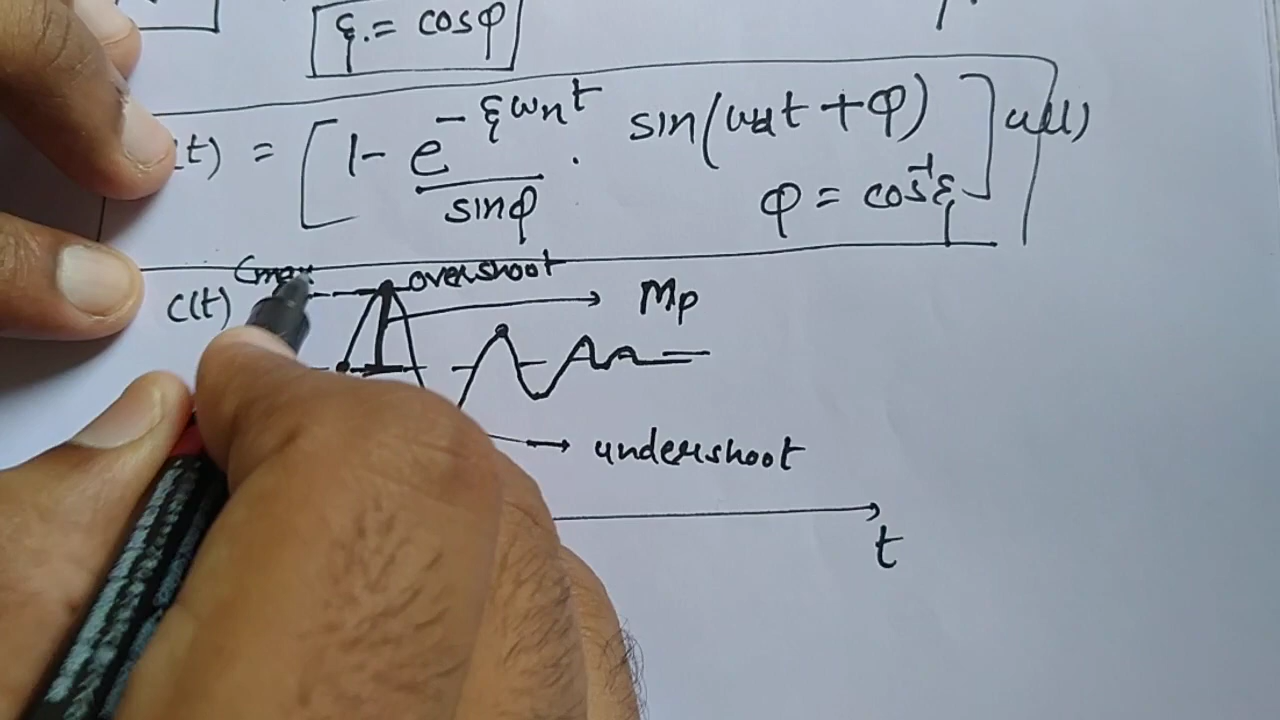 ξ = cosφ
(t) = [1 - e^{-ξωnt}/sinφ . sin(ωdt + φ)] u(t)
φ = cos⁻¹ξ
Cmax overshoot
c(t) Mp
undershoot
t